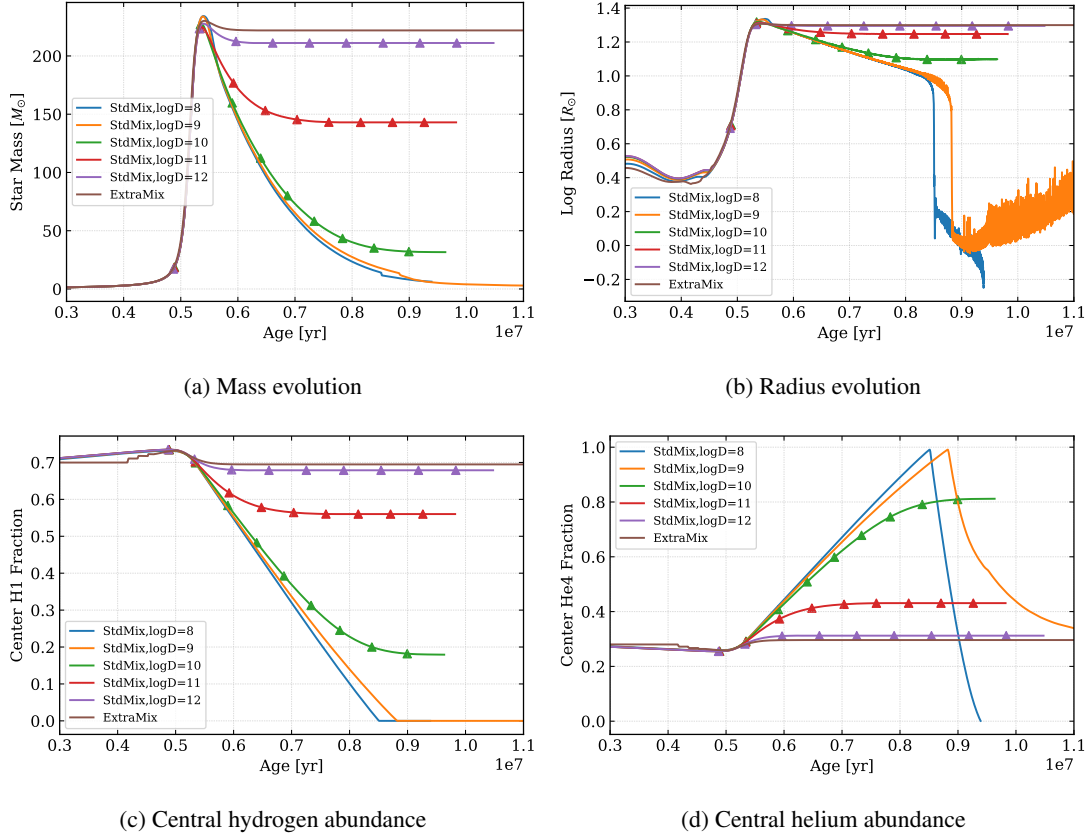 Star Mass [M⊙]
200
150
100
50
0
StdMix,logD=8
StdMix,logD=9
StdMix,logD=10
StdMix,logD=11
StdMix,logD=12
ExtraMix
0.3 0.4 0.5 0.6 0.7 0.8 0.9 1.0 1.1
Age [yr]
1e7
(a) Mass evolution
Log Radius [R⊙]
1.4
1.2
1.0
0.8
0.6
0.4
0.2
0.0
−0.2
StdMix,logD=8
StdMix,logD=9
StdMix,logD=10
StdMix,logD=11
StdMix,logD=12
ExtraMix
0.3 0.4 0.5 0.6 0.7 0.8 0.9 1.0 1.1
Age [yr]
1e7
(b) Radius evolution
Center H1 Fraction
0.7
0.6
0.5
0.4
0.3
0.2
0.1
0.0
StdMix,logD=8
StdMix,logD=9
StdMix,logD=10
StdMix,logD=11
StdMix,logD=12
ExtraMix
0.3 0.4 0.5 0.6 0.7 0.8 0.9 1.0 1.1
Age [yr]
1e7
(c) Central hydrogen abundance
Center He4 Fraction
1.0
0.8
0.6
0.4
0.2
0.0
StdMix,logD=8
StdMix,logD=9
StdMix,logD=10
StdMix,logD=11
StdMix,logD=12
ExtraMix
0.3 0.4 0.5 0.6 0.7 0.8 0.9 1.0 1.1
Age [yr]
1e7
(d) Central helium abundance